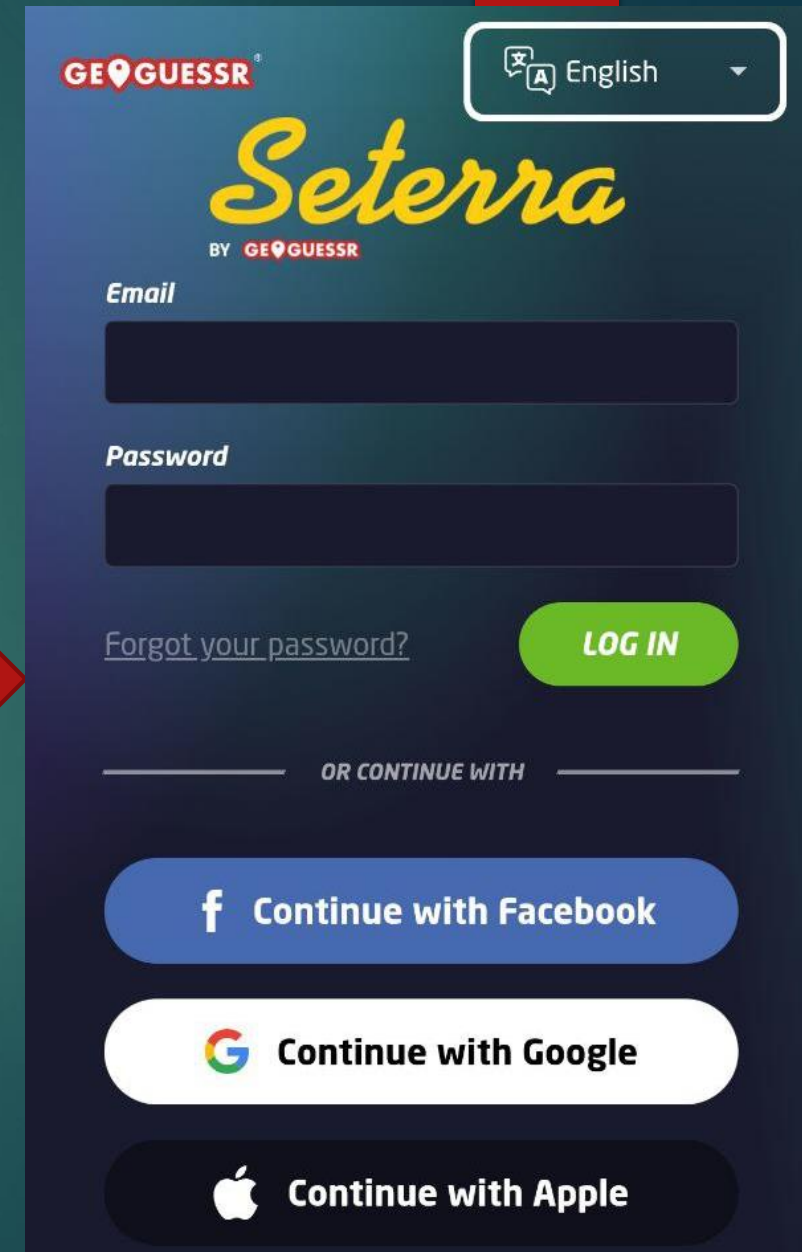 GEOGUESSR®
English
Seterra
BY GEOGUESSR
Email
Password
Forgot your password?
LOG IN
OR CONTINUE WITH
Continue with Facebook
Continue with Google
Continue with Apple